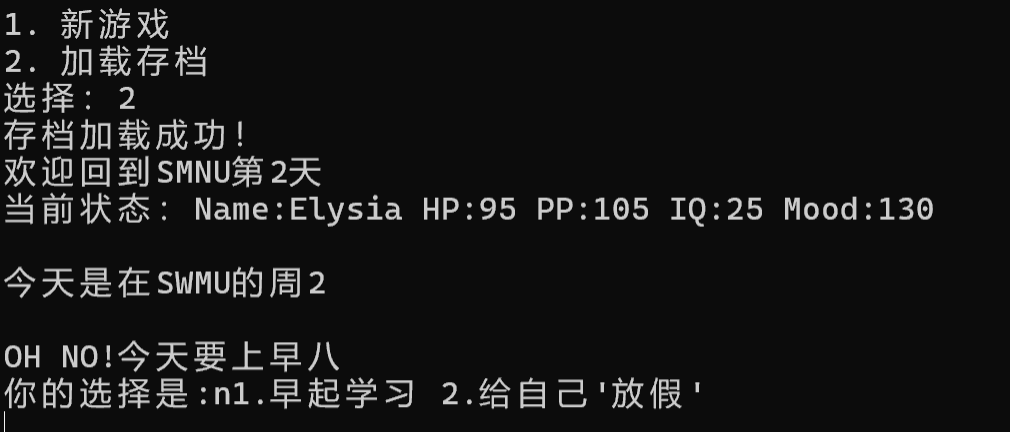 1. 新游戏
2. 加载存档
选择: 2
存档加载成功!
欢迎回到SMNU第2天
当前状态: Name:Elysia HP:95 PP:105 IQ:25 Mood:130
今天是在SWMU的周2
OH NO!今天要上早八
你的选择是:n1.早起学习 2.给自己'放假'